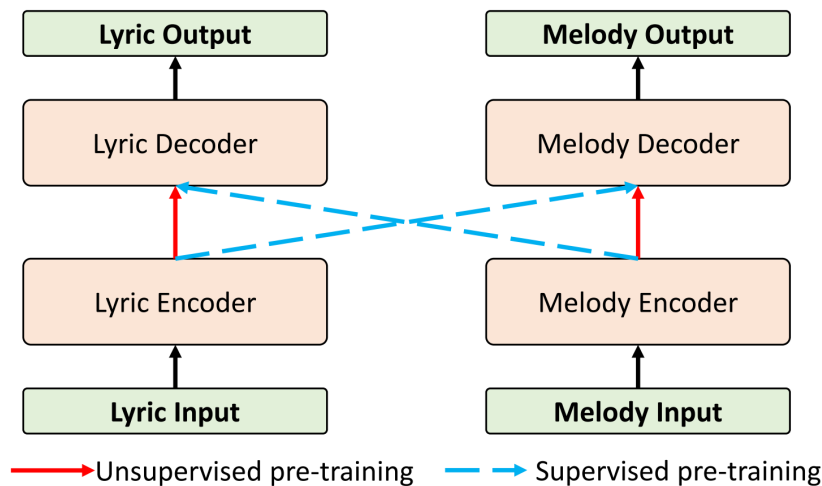 Lyric Output
Melody Output
Lyric Decoder
Melody Decoder
Lyric Encoder
Melody Encoder
Lyric Input
Melody Input
Unsupervised pre-training
Supervised pre-training